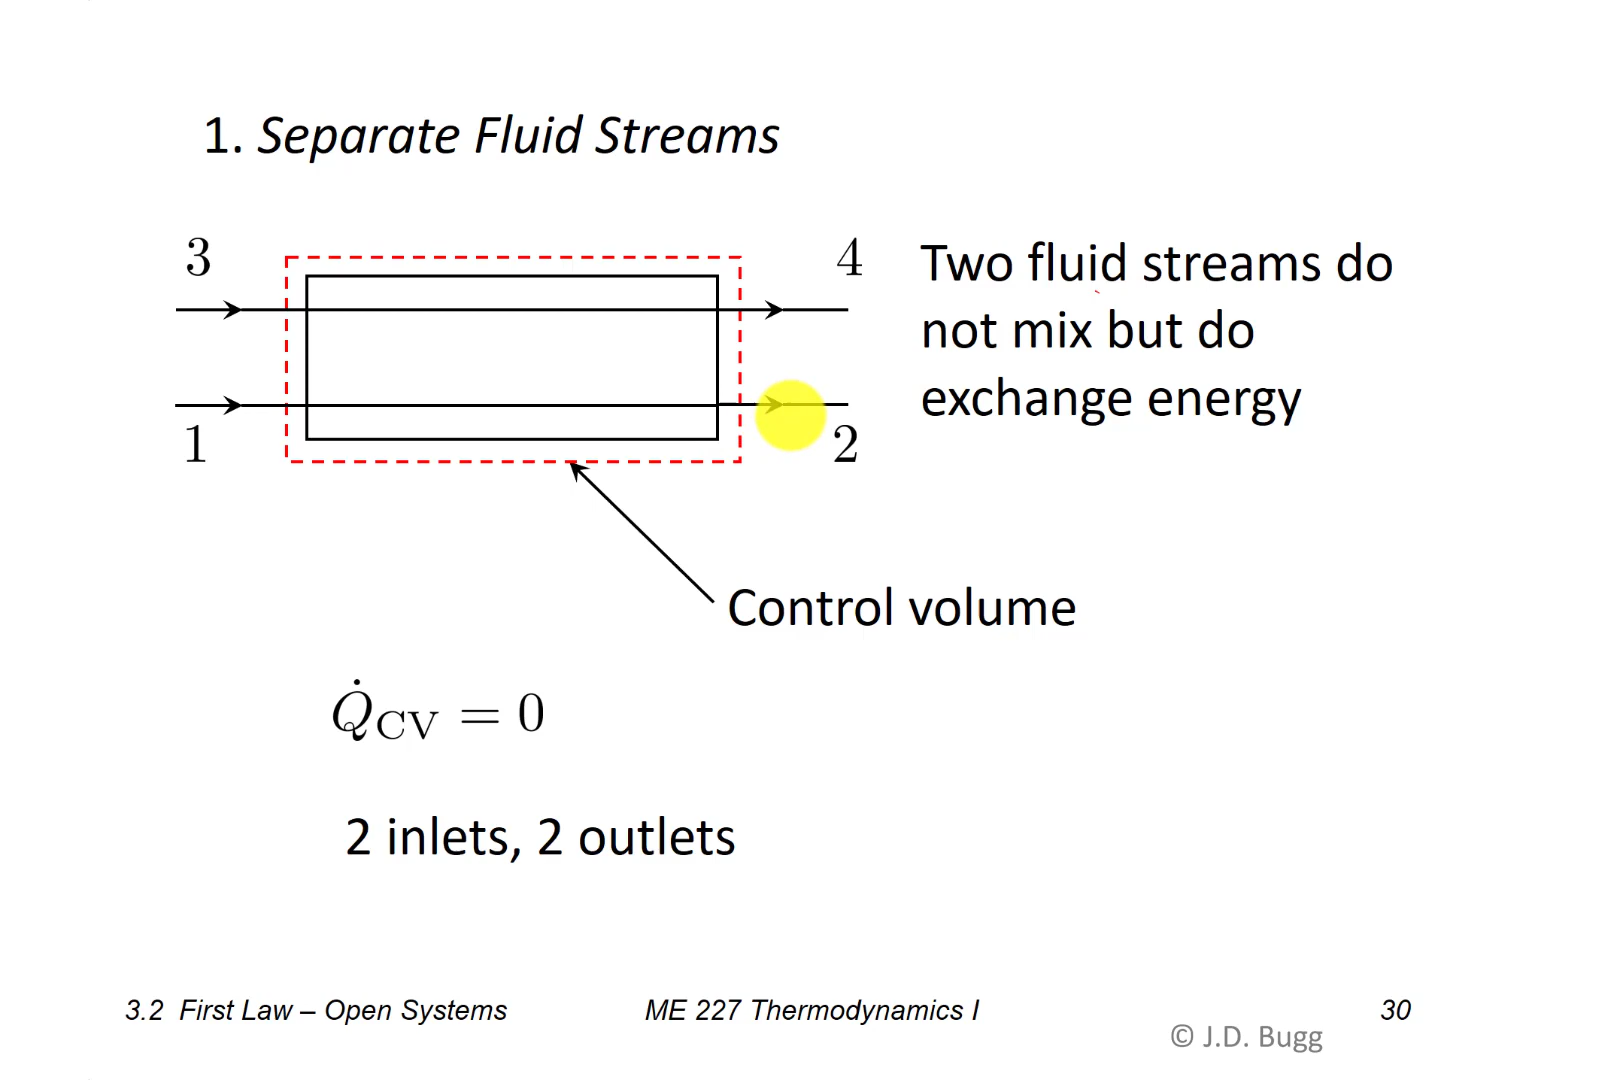 1. Separate Fluid Streams
3
4
1
2
Two fluid streams do
not mix but do
exchange energy
Control volume
Q̇CV = 0
2 inlets, 2 outlets
3.2 First Law – Open Systems
ME 227 Thermodynamics I
30
© J.D. Bugg